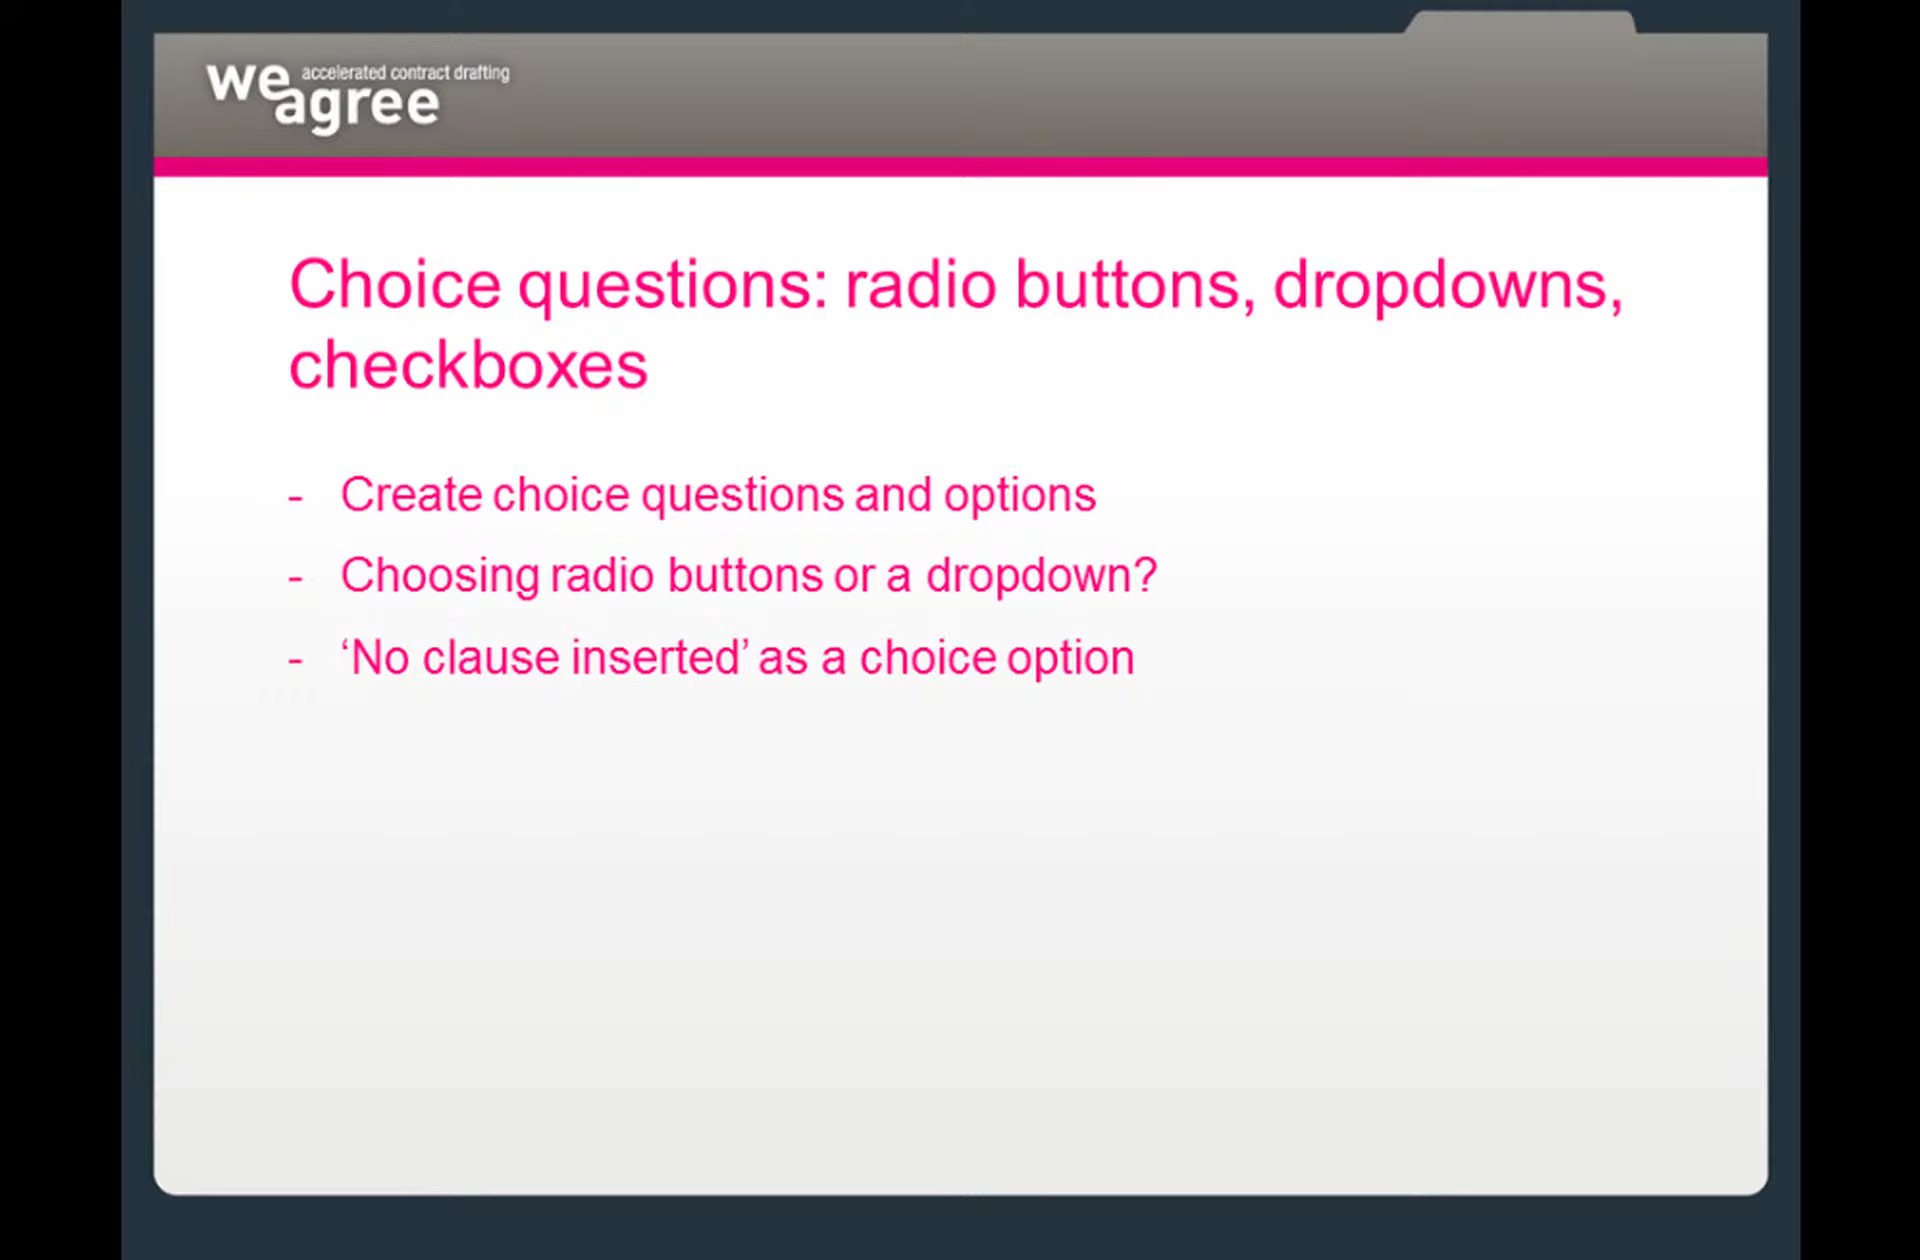 we accelerated contract drafting
agree
Choice questions: radio buttons, dropdowns,
checkboxes
- Create choice questions and options
- Choosing radio buttons or a dropdown?
- ‘No clause inserted’ as a choice option